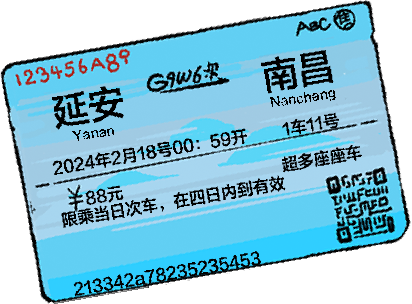 ABC 售
123456A89
延安 G9W6次 南昌
Yanan Nanchang
2024年2月18号00：59开 1车11号
¥88元 超多座座车
限乘当日次车，在四日内到有效
213342a78235235453